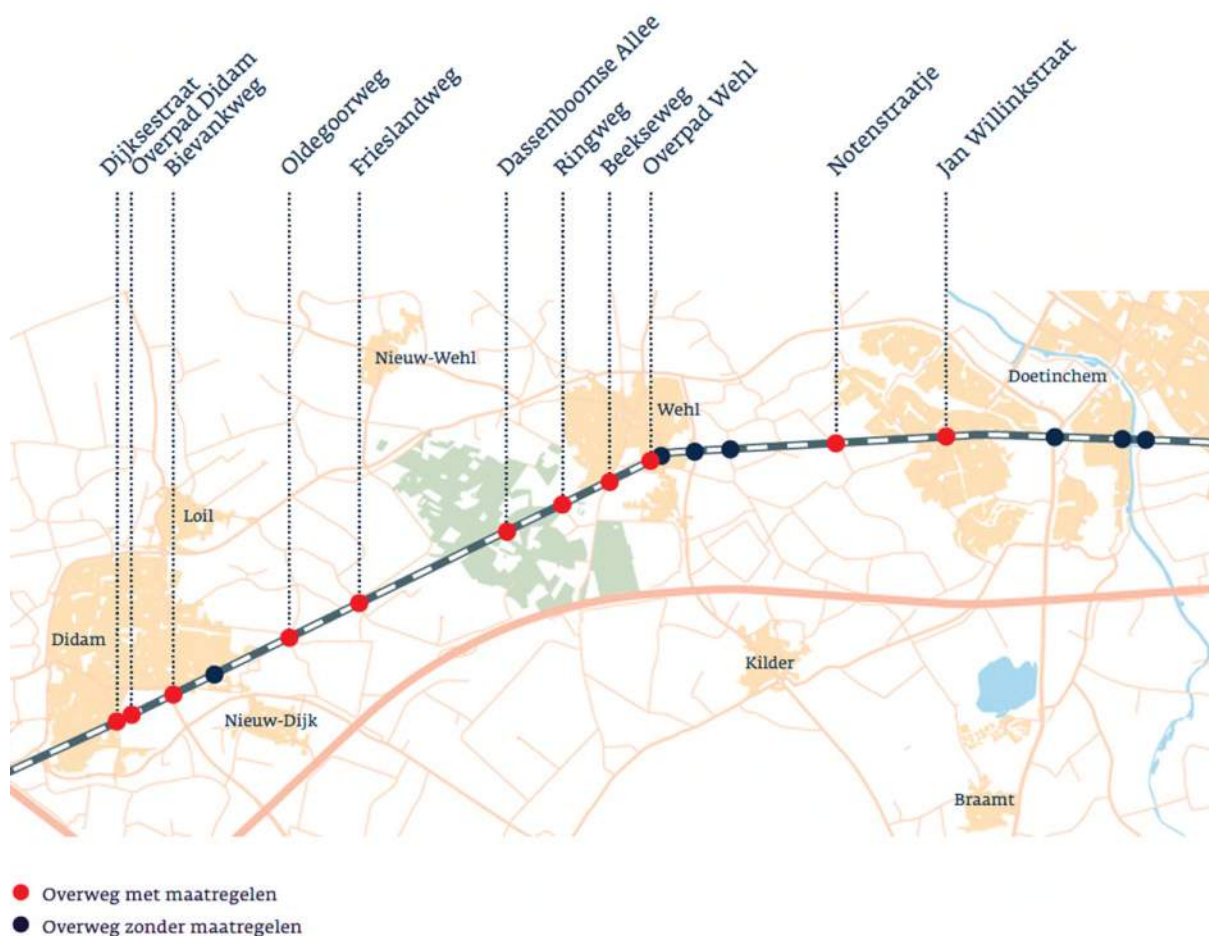 Dijksestraat
Overpad Didam
Bievankweg
Oldegoorweg
Frieslandweg
Dassenboomse Allee
Ringweg
Beekseweg
Overpad Wehl
Notenstraatje
Jan Willinkstraat
Nieuw-Wehl
Doetinchem
Wehl
Loil
Didam
Kilder
Nieuw-Dijk
Braamt
Overweg met maatregelen
Overweg zonder maatregelen